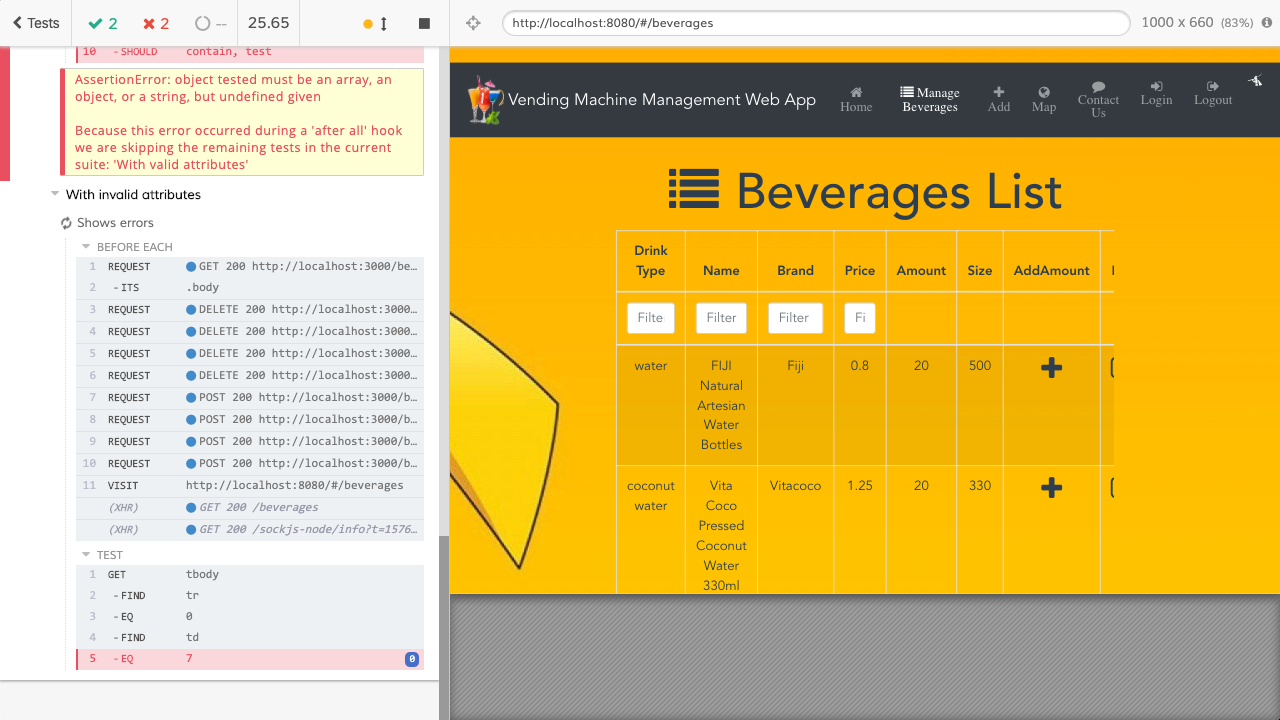 Tests
2
2
--
25.65
http://localhost:8080/#/beverages
1000 x 660 (83%)
10 - SHOULD contain, test
AssertionError: object tested must be an array, an
object, or a string, but undefined given
Because this error occurred during a 'after all' hook
we are skipping the remaining tests in the current
suite: 'With valid attributes'
With invalid attributes
Shows errors
BEFORE EACH
1 REQUEST GET 200 http://localhost:3000/be…
2 - ITS .body
3 REQUEST DELETE 200 http://localhost:3000…
4 REQUEST DELETE 200 http://localhost:3000…
5 REQUEST DELETE 200 http://localhost:3000…
6 REQUEST DELETE 200 http://localhost:3000…
7 REQUEST POST 200 http://localhost:3000/b…
8 REQUEST POST 200 http://localhost:3000/b…
9 REQUEST POST 200 http://localhost:3000/b…
10 REQUEST POST 200 http://localhost:3000/b…
11 VISIT http://localhost:8080/#/beverages
(XHR) GET 200 /beverages
(XHR) GET 200 /sockjs-node/info?t=1576…
TEST
1 GET tbody
2 - FIND tr
3 - EQ 0
4 - FIND td
5 - EQ 7 0
Vending Machine Management Web App
Home
Manage
Beverages
Add
Map
Contact
Us
Login
Logout
Beverages List
Drink
Type Name Brand Price Amount Size AddAmount
Filte Filter Filter Fi
water FIJI Fiji 0.8 20 500
Natural
Artesian
Water
Bottles
coconut Vita Vitacoco 1.25 20 330
water Coco
Pressed
Coconut
Water
330ml